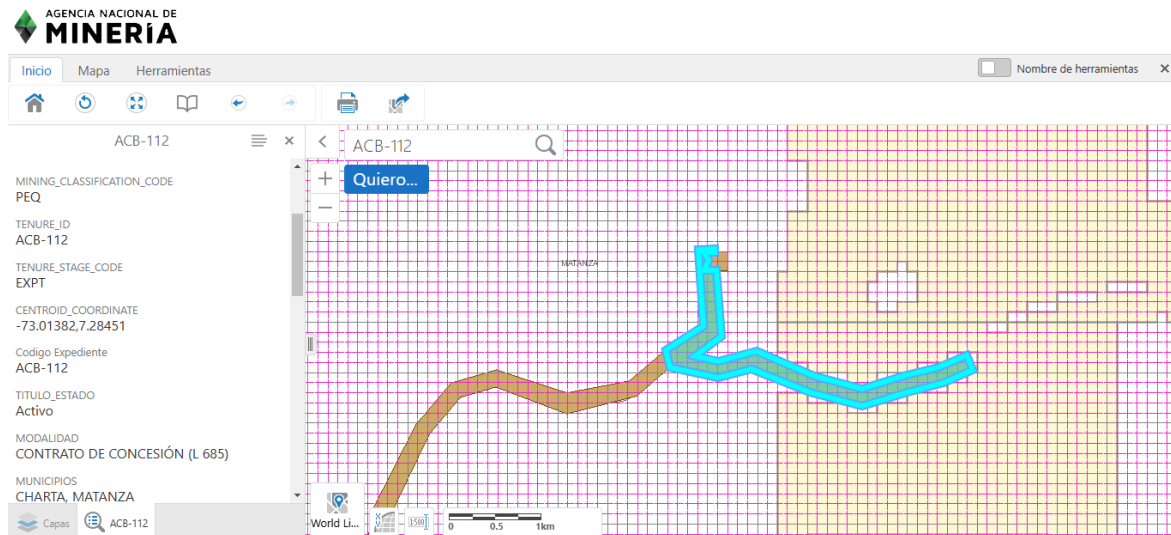 AGENCIA NACIONAL DE
MINERÍA
Inicio Mapa Herramientas
Nombre de herramientas
ACB-112
MINING_CLASSIFICATION_CODE
PEQ
TENURE_ID
ACB-112
TENURE_STAGE_CODE
EXPT
CENTROID_COORDINATE
-73.01382,7.28451
Codigo Expediente
ACB-112
TITULO_ESTADO
Activo
MODALIDAD
CONTRATO DE CONCESIÓN (L 685)
MUNICIPIOS
CHARTA, MATANZA
Capas ACB-112
ACB-112
Quiero...
MATANZA
World Li...
1500
0 0.5 1km